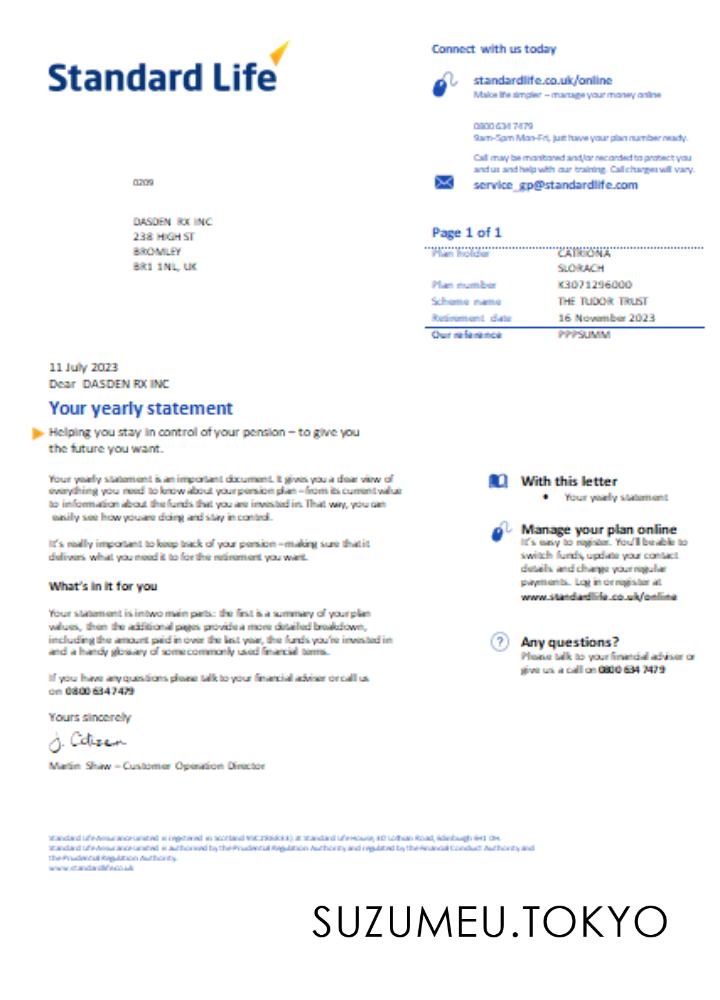 Standard Life
Connect with us today
standardlife.co.uk/online
Make life simpler – manage your money online
0800 634 7479
9am-5pm Mon-Fri, just have your plan number ready.
Call may be monitored and/or recorded to protect you
and us and help with our training. Call charges will vary.
service_gp@standardlife.com
0209
DASDEN RX INC
238 HIGH ST
BROMLEY
BR1 1NL, UK
Page 1 of 1
Plan holder CATRIONA
SLORACH
Plan number K3071296000
Scheme name THE TUDOR TRUST
Retirement date 16 November 2023
Our reference PPPSUMM
11 July 2023
Dear DASDEN RX INC
Your yearly statement
Helping you stay in control of your pension – to give you
the future you want.
Your yearly statement is an important document. It gives you a clear view of
everything you need to know about your pension plan – from its current value
to information about the funds that you are invested in. That way, you can
easily see how you are doing and stay in control.
It's really important to keep track of your pension – making sure that it
delivers what you need it to for the retirement you want.
What's in it for you
Your statement is in two main parts: the first is a summary of your plan
values, then the additional pages provide a more detailed breakdown,
including the amount paid in over the last year, the funds you're invested in
and a handy glossary of some commonly used financial terms.
If you have any questions please talk to your financial adviser or call us
on 0800 634 7479
Yours sincerely
J. Citizen
Martin Shaw – Customer Operation Director
With this letter
• Your yearly statement
Manage your plan online
It's easy to register. You'll be able to
switch funds, update your contact
details and change your regular
payments. Log in or register at
www.standardlife.co.uk/online
Any questions?
Please talk to your financial adviser or
give us a call on 0800 634 7479
Standard Life Assurance Limited is registered in Scotland at Standard Life House, 30 Lothian Road, Edinburgh EH1 2DH.
Standard Life Assurance Limited is authorised by the Prudential Regulation Authority and regulated by the Financial Conduct Authority and
the Prudential Regulation Authority.
www.standardlife.co.uk
SUZUMEU.TOKYO